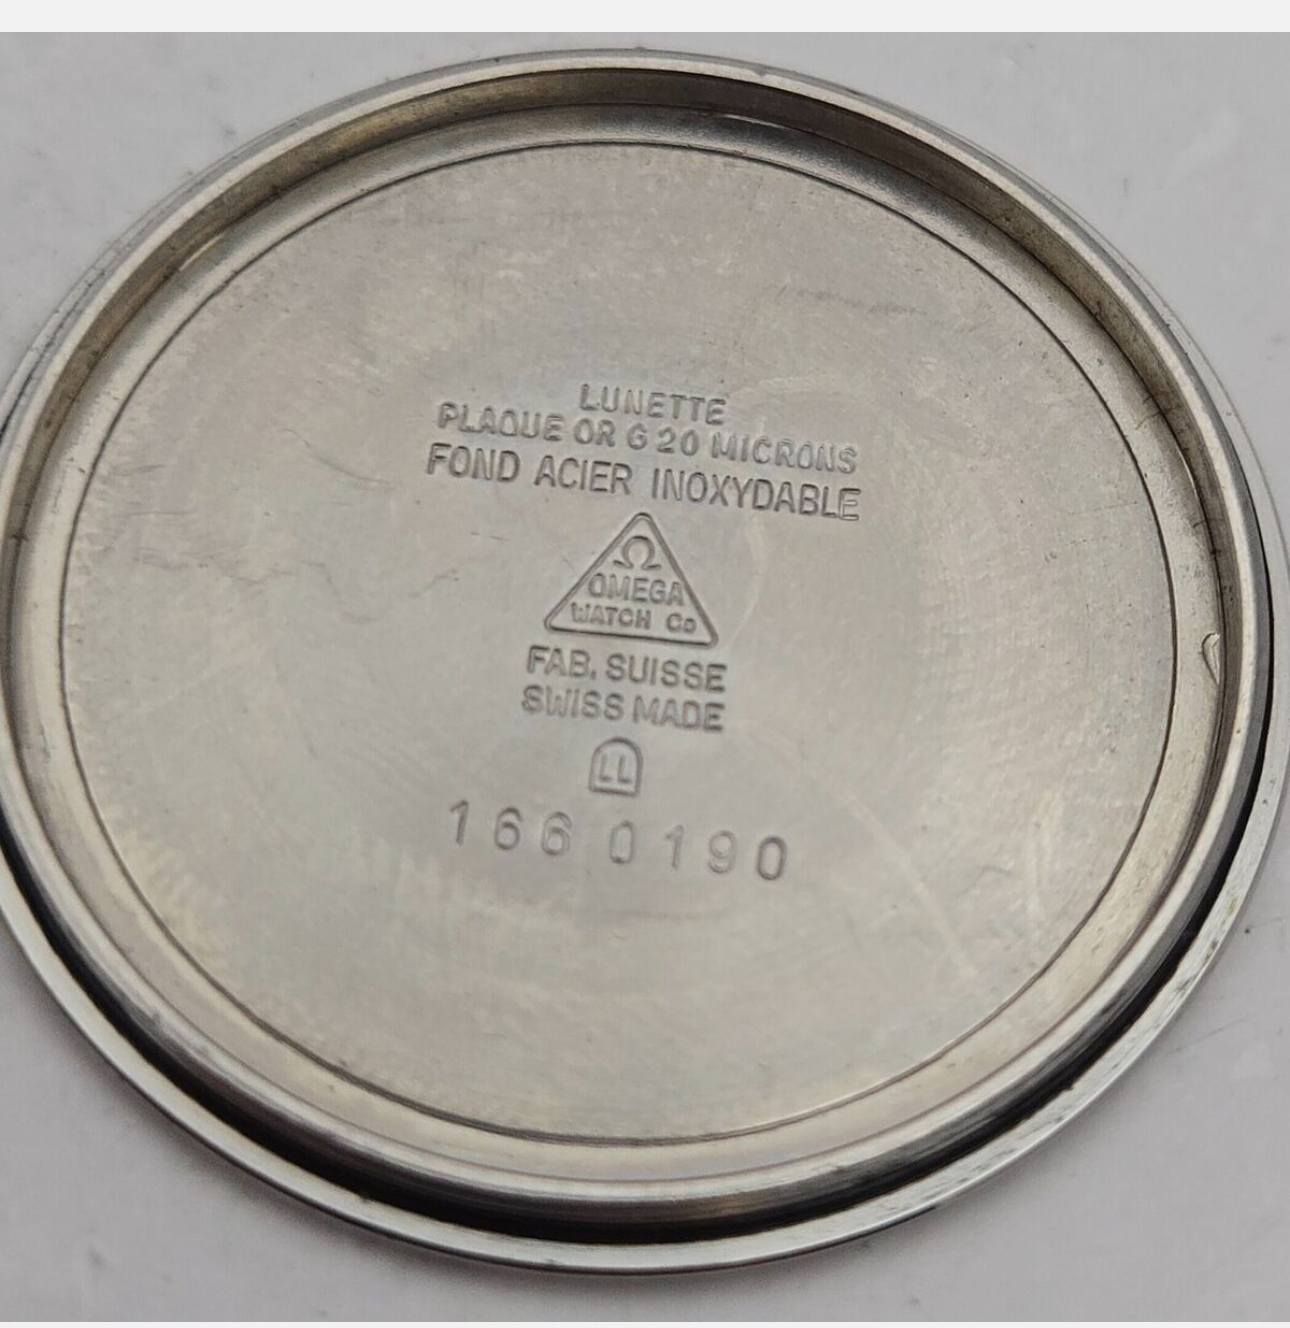 LUNETTE
PLAQUE OR G 20 MICRONS
FOND ACIER INOXYDABLE
Ω
OMEGA
WATCH Co
FAB. SUISSE
SWISS MADE
LL
166 0190